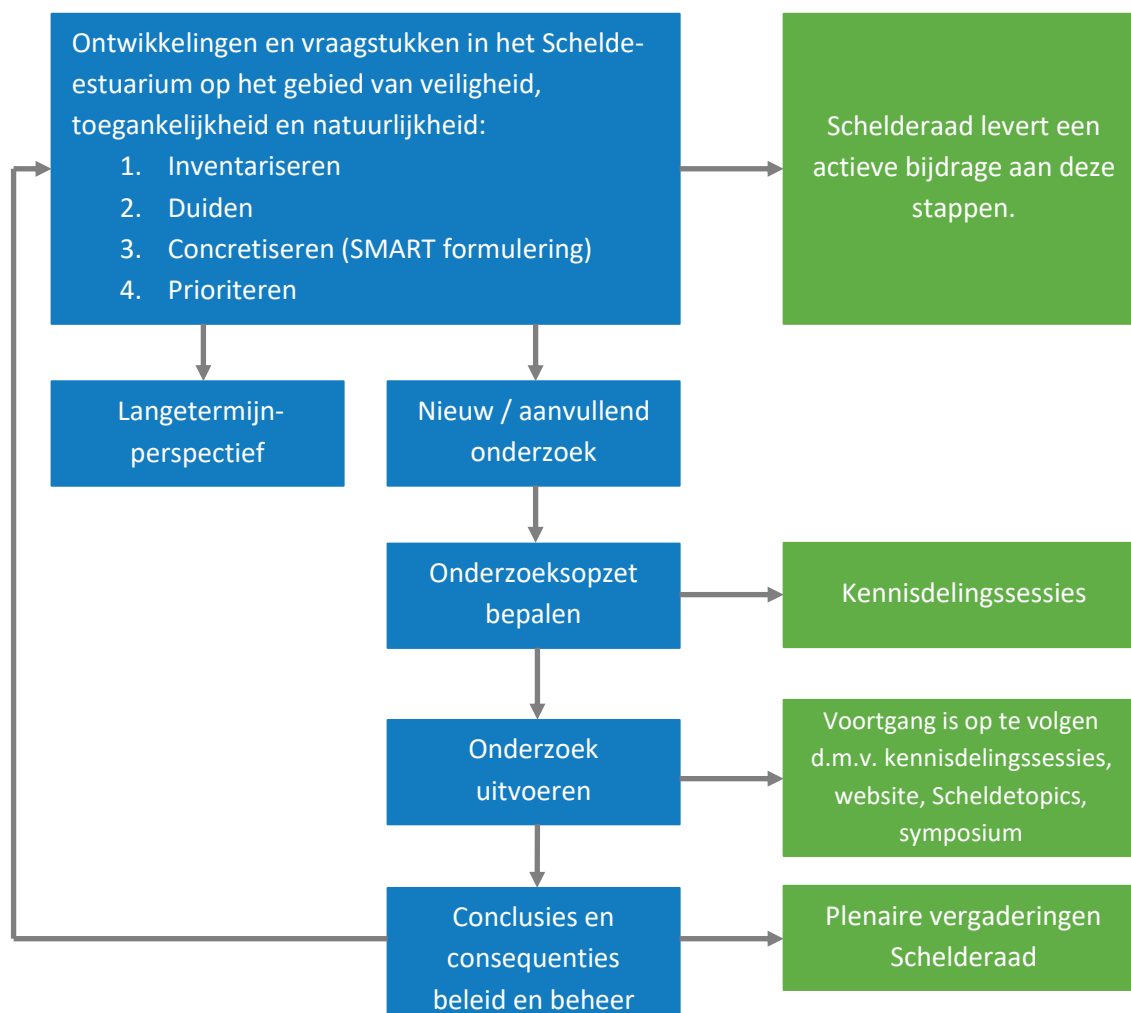 Ontwikkelingen en vraagstukken in het Schelde-
estuarium op het gebied van veiligheid,
toegankelijkheid en natuurlijkheid:
1. Inventariseren
2. Duiden
3. Concretiseren (SMART formulering)
4. Prioriteren
Schelderaad levert een
actieve bijdrage aan deze
stappen.
Langetermijn-
perspectief
Nieuw / aanvullend
onderzoek
Onderzoeksopzet
bepalen
Kennisdelingssessies
Onderzoek
uitvoeren
Voortgang is op te volgen
d.m.v. kennisdelingssessies,
website, Scheldetopics,
symposium
Conclusies en
consequenties
beleid en beheer
Plenaire vergaderingen
Schelderaad